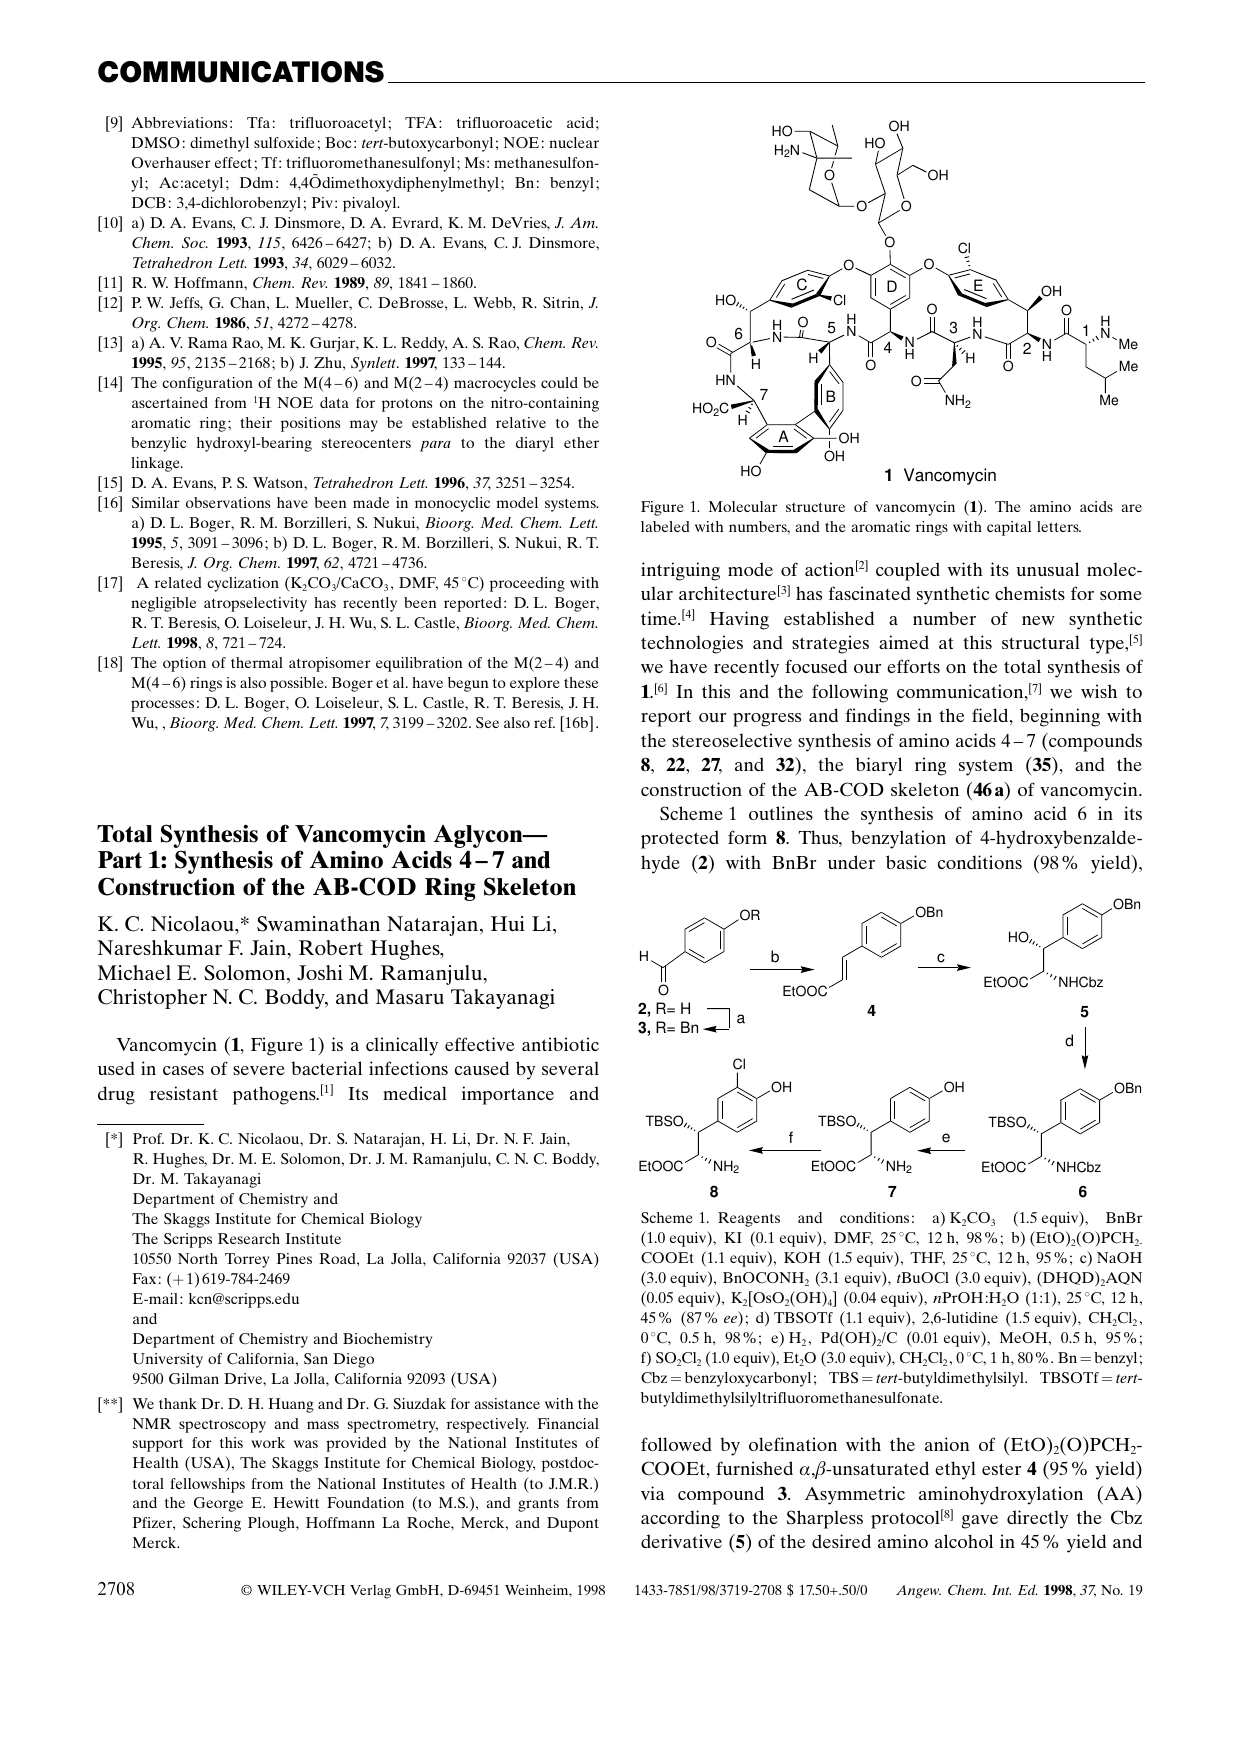 COMMUNICATIONS
[9] Abbreviations: Tfa: trifluoroacetyl; TFA: trifluoroacetic acid;
DMSO: dimethyl sulfoxide; Boc: tert-butoxycarbonyl; NOE: nuclear
Overhauser effect; Tf: trifluoromethanesulfonyl; Ms: methanesulfon-
yl; Ac:acetyl; Ddm: 4,4Õdimethoxydiphenylmethyl; Bn: benzyl;
DCB: 3,4-dichlorobenzyl; Piv: pivaloyl.
[10] a) D. A. Evans, C. J. Dinsmore, D. A. Evrard, K. M. DeVries, J. Am.
Chem. Soc. 1993, 115, 6426–6427; b) D. A. Evans, C. J. Dinsmore,
Tetrahedron Lett. 1993, 34, 6029–6032.
[11] R. W. Hoffmann, Chem. Rev. 1989, 89, 1841–1860.
[12] P. W. Jeffs, G. Chan, L. Mueller, C. DeBrosse, L. Webb, R. Sitrin, J.
Org. Chem. 1986, 51, 4272–4278.
[13] a) A. V. Rama Rao, M. K. Gurjar, K. L. Reddy, A. S. Rao, Chem. Rev.
1995, 95, 2135–2168; b) J. Zhu, Synlett. 1997, 133–144.
[14] The configuration of the M(4–6) and M(2–4) macrocycles could be
ascertained from ¹H NOE data for protons on the nitro-containing
aromatic ring; their positions may be established relative to the
benzylic hydroxyl-bearing stereocenters para to the diaryl ether
linkage.
[15] D. A. Evans, P. S. Watson, Tetrahedron Lett. 1996, 37, 3251–3254.
[16] Similar observations have been made in monocyclic model systems.
a) D. L. Boger, R. M. Borzilleri, S. Nukui, Bioorg. Med. Chem. Lett.
1995, 5, 3091–3096; b) D. L. Boger, R. M. Borzilleri, S. Nukui, R. T.
Beresis, J. Org. Chem. 1997, 62, 4721–4736.
[17] A related cyclization (K₂CO₃/CaCO₃, DMF, 45 °C) proceeding with
negligible atropselectivity has recently been reported: D. L. Boger,
R. T. Beresis, O. Loiseleur, J. H. Wu, S. L. Castle, Bioorg. Med. Chem.
Lett. 1998, 8, 721–724.
[18] The option of thermal atropisomer equilibration of the M(2–4) and
M(4–6) rings is also possible. Boger et al. have begun to explore these
processes: D. L. Boger, O. Loiseleur, S. L. Castle, R. T. Beresis, J. H.
Wu, , Bioorg. Med. Chem. Lett. 1997, 7, 3199–3202. See also ref. [16b].
Total Synthesis of Vancomycin Aglycon—
Part 1: Synthesis of Amino Acids 4–7 and
Construction of the AB-COD Ring Skeleton
K. C. Nicolaou,* Swaminathan Natarajan, Hui Li,
Nareshkumar F. Jain, Robert Hughes,
Michael E. Solomon, Joshi M. Ramanjulu,
Christopher N. C. Boddy, and Masaru Takayanagi
Vancomycin (1, Figure 1) is a clinically effective antibiotic
used in cases of severe bacterial infections caused by several
drug resistant pathogens.[1] Its medical importance and
[*] Prof. Dr. K. C. Nicolaou, Dr. S. Natarajan, H. Li, Dr. N. F. Jain,
R. Hughes, Dr. M. E. Solomon, Dr. J. M. Ramanjulu, C. N. C. Boddy,
Dr. M. Takayanagi
Department of Chemistry and
The Skaggs Institute for Chemical Biology
The Scripps Research Institute
10550 North Torrey Pines Road, La Jolla, California 92037 (USA)
Fax: (+1) 619-784-2469
E-mail: kcn@scripps.edu
and
Department of Chemistry and Biochemistry
University of California, San Diego
9500 Gilman Drive, La Jolla, California 92093 (USA)
[**] We thank Dr. D. H. Huang and Dr. G. Siuzdak for assistance with the
NMR spectroscopy and mass spectrometry, respectively. Financial
support for this work was provided by the National Institutes of
Health (USA), The Skaggs Institute for Chemical Biology, postdoc-
toral fellowships from the National Institutes of Health (to J.M.R.)
and the George E. Hewitt Foundation (to M.S.), and grants from
Pfizer, Schering Plough, Hoffmann La Roche, Merck, and Dupont
Merck.
HO OH
H₂N HO
O OH
O O
O Cl
O O
C D E
HO Cl OH
6 H N O 5 H N O 3 H N O 1 H N
O H H O 4 N H H O 2 N H Me
HN 7 B O NH₂ Me Me
HO₂C H A OH
HO OH
1 Vancomycin
Figure 1. Molecular structure of vancomycin (1). The amino acids are
labeled with numbers, and the aromatic rings with capital letters.
intriguing mode of action[2] coupled with its unusual molec-
ular architecture[3] has fascinated synthetic chemists for some
time.[4] Having established a number of new synthetic
technologies and strategies aimed at this structural type,[5]
we have recently focused our efforts on the total synthesis of
1.[6] In this and the following communication,[7] we wish to
report our progress and findings in the field, beginning with
the stereoselective synthesis of amino acids 4–7 (compounds
8, 22, 27, and 32), the biaryl ring system (35), and the
construction of the AB-COD skeleton (46a) of vancomycin.
Scheme 1 outlines the synthesis of amino acid 6 in its
protected form 8. Thus, benzylation of 4-hydroxybenzalde-
hyde (2) with BnBr under basic conditions (98% yield),
OR OBn OBn
H O b EtOOC c HO EtOOC NHCbz
2, R= H
3, R= Bn a
4 5
d
Cl OH OH OBn
TBSO f TBSO e TBSO
EtOOC NH₂ EtOOC NH₂ EtOOC NHCbz
8 7 6
Scheme 1. Reagents and conditions: a) K₂CO₃ (1.5 equiv), BnBr
(1.0 equiv), KI (0.1 equiv), DMF, 25 °C, 12 h, 98%; b) (EtO)₂(O)PCH₂-
COOEt (1.1 equiv), KOH (1.5 equiv), THF, 25 °C, 12 h, 95%; c) NaOH
(3.0 equiv), BnOCONH₂ (3.1 equiv), tBuOCl (3.0 equiv), (DHQD)₂AQN
(0.05 equiv), K₂[OsO₂(OH)₄] (0.04 equiv), nPrOH:H₂O (1:1), 25 °C, 12 h,
45% (87% ee); d) TBSOTf (1.1 equiv), 2,6-lutidine (1.5 equiv), CH₂Cl₂,
0 °C, 0.5 h, 98%; e) H₂, Pd(OH)₂/C (0.01 equiv), MeOH, 0.5 h, 95%;
f) SO₂Cl₂ (1.0 equiv), Et₂O (3.0 equiv), CH₂Cl₂, 0 °C, 1 h, 80%. Bn = benzyl;
Cbz = benzyloxycarbonyl; TBS = tert-butyldimethylsilyl. TBSOTf = tert-
butyldimethylsilyltrifluoromethanesulfonate.
followed by olefination with the anion of (EtO)₂(O)PCH₂-
COOEt, furnished α,β-unsaturated ethyl ester 4 (95% yield)
via compound 3. Asymmetric aminohydroxylation (AA)
according to the Sharpless protocol[8] gave directly the Cbz
derivative (5) of the desired amino alcohol in 45% yield and
2708 © WILEY-VCH Verlag GmbH, D-69451 Weinheim, 1998 1433-7851/98/3719-2708 $ 17.50+.50/0 Angew. Chem. Int. Ed. 1998, 37, No. 19